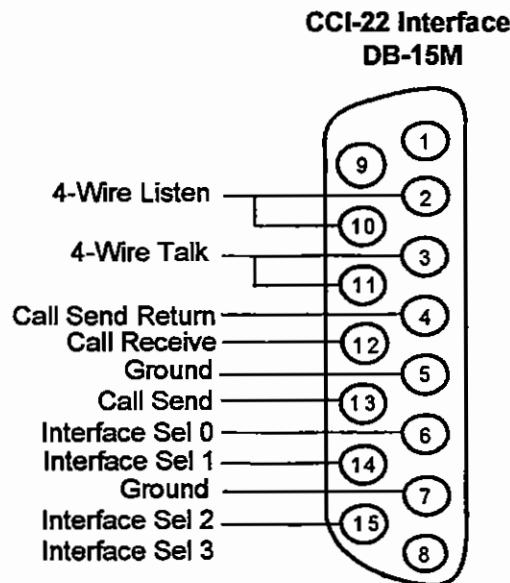 CCI-22 Interface
DB-15M
1
9
4-Wire Listen
2
10
4-Wire Talk
3
11
Call Send Return
4
Call Receive
12
Ground
5
Call Send
13
Interface Sel 0
6
Interface Sel 1
14
Ground
7
Interface Sel 2
15
Interface Sel 3
8